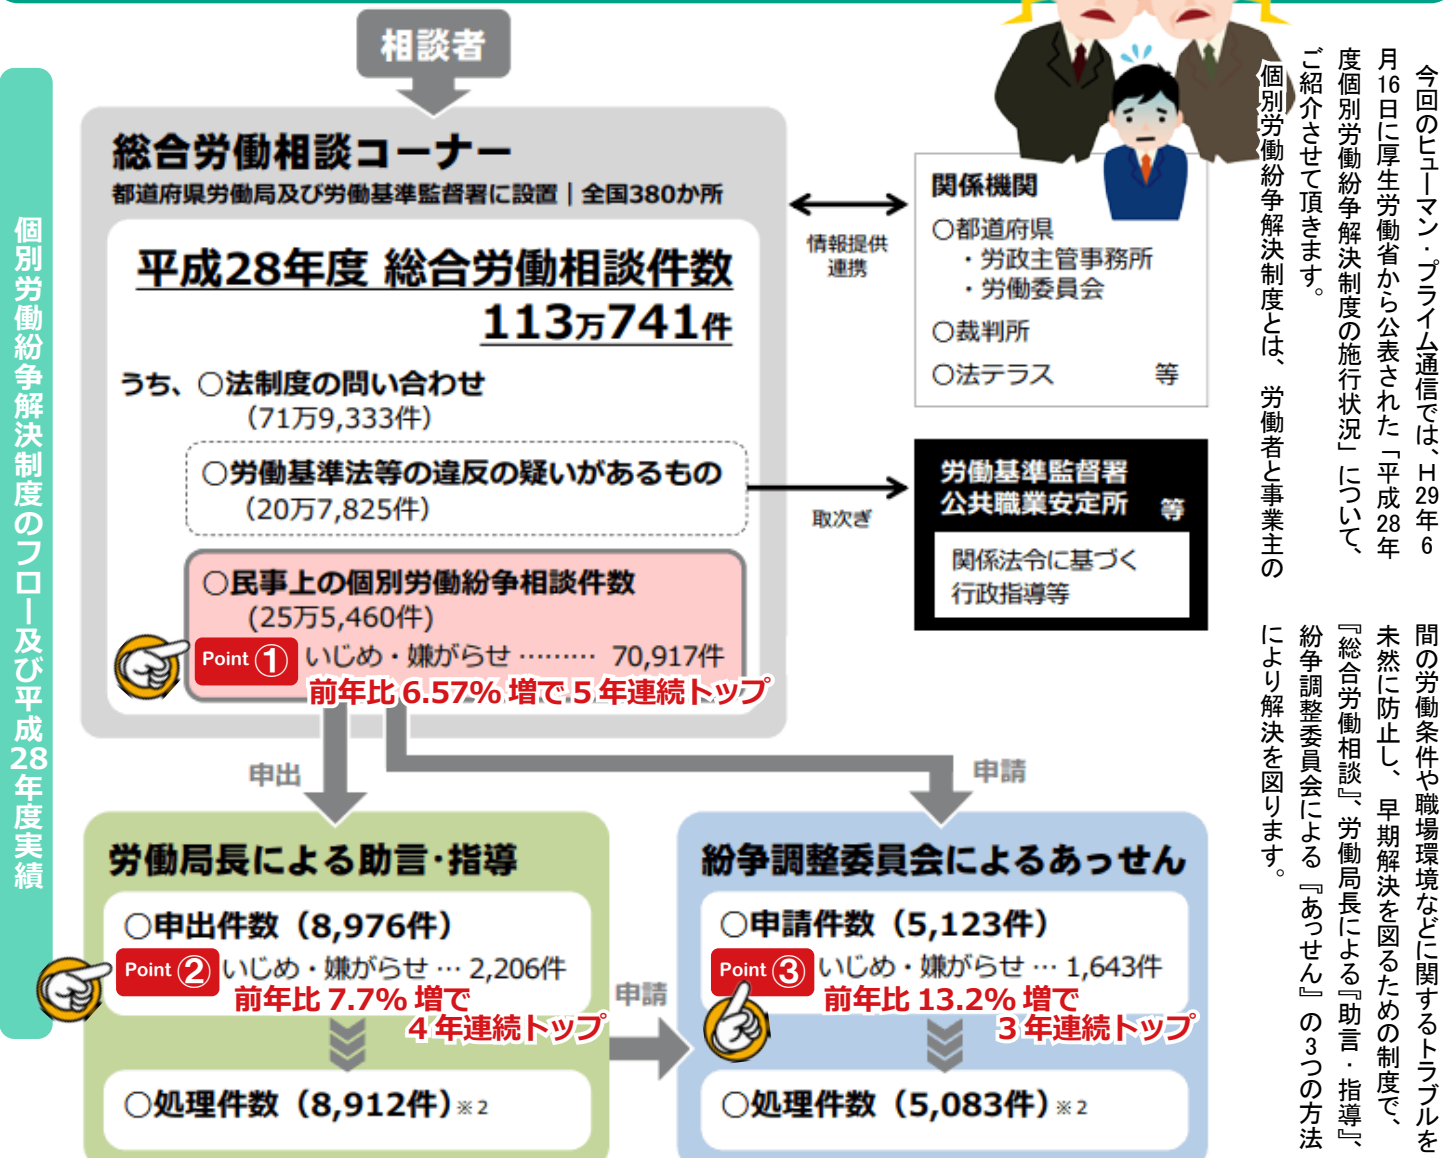 個別労働紛争解決制度のフロー及び平成28年度実績
相談者
総合労働相談コーナー
都道府県労働局及び労働基準監督署に設置｜全国380か所
平成28年度 総合労働相談件数
113万741件
うち、○法制度の問い合わせ
（71万9,333件）
○労働基準法等の違反の疑いがあるもの
（20万7,825件）
○民事上の個別労働紛争相談件数
(25万5,460件)
Point ① いじめ・嫌がらせ ……… 70,917件
前年比 6.57% 増で 5 年連続トップ
情報提供
連携
関係機関
○都道府県
・労政主管事務所
・労働委員会
○裁判所
○法テラス 等
取次ぎ
労働基準監督署
公共職業安定所 等
関係法令に基づく
行政指導等
申出
申請
労働局長による助言･指導
○申出件数（8,976件）
Point ② いじめ・嫌がらせ … 2,206件
前年比 7.7% 増で
4 年連続トップ
○処理件数（8,912件）※2
申請
紛争調整委員会によるあっせん
○申請件数（5,123件）
Point ③ いじめ・嫌がらせ … 1,643件
前年比 13.2% 増で
3 年連続トップ
○処理件数（5,083件）※2
今回のヒューマン・プライム通信では、H29年6
月16日に厚生労働省から公表された「平成28年
度個別労働紛争解決制度の施行状況」について、
ご紹介させて頂きます。
個別労働紛争解決制度とは、労働者と事業主の
間の労働条件や職場環境などに関するトラブルを
未然に防止し、早期解決を図るための制度で、
『総合労働相談』、労働局長による『助言・指導』、
紛争調整委員会による『あっせん』の3つの方法
により解決を図ります。